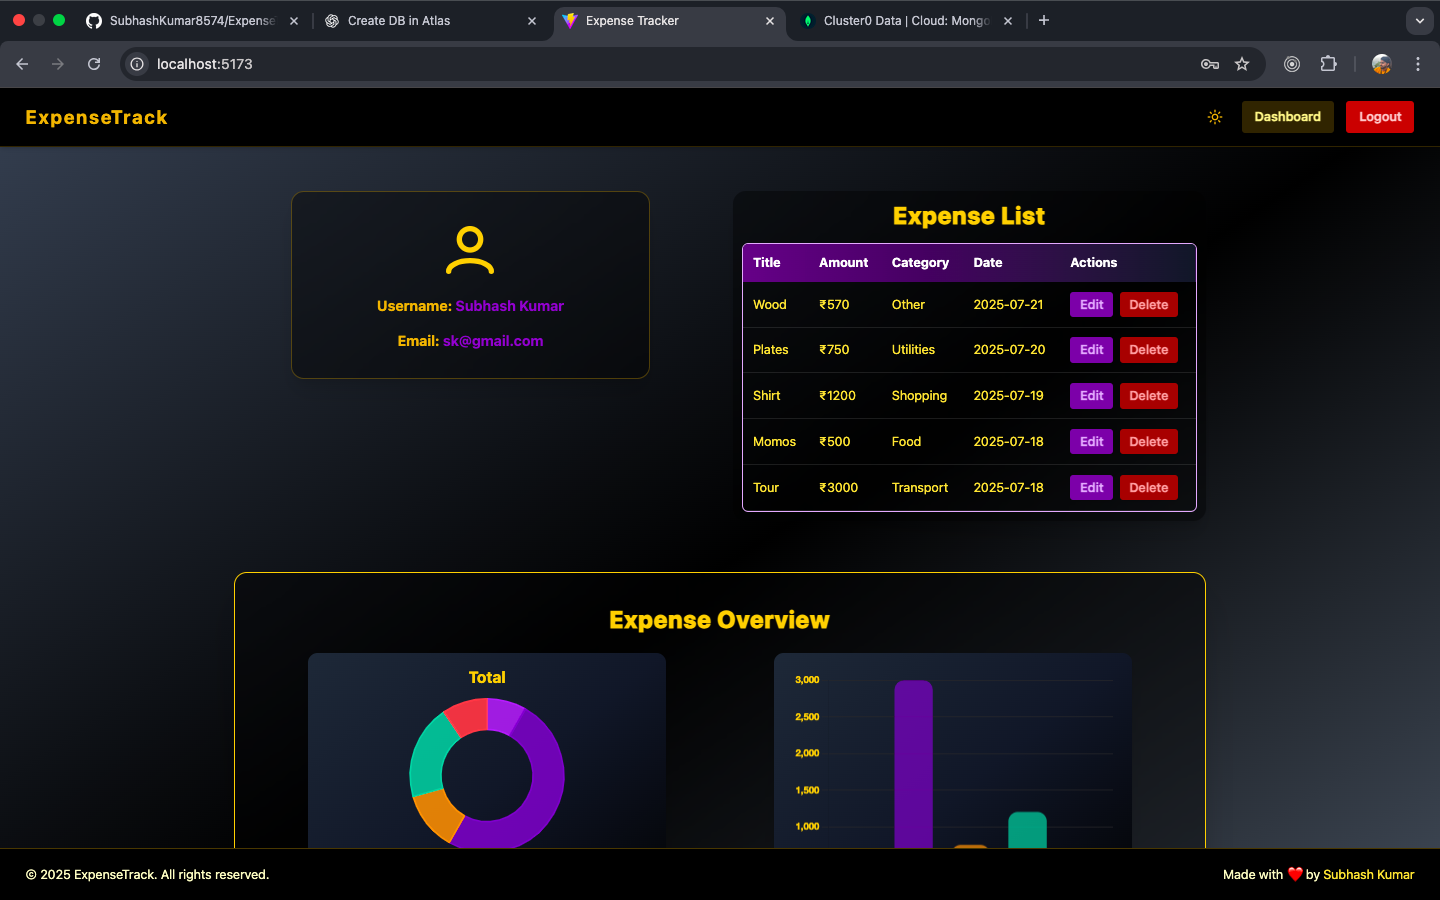 SubhashKumar8574/Expense
Create DB in Atlas
Expense Tracker
Cluster0 Data | Cloud: Mongo
localhost:5173
ExpenseTrack
Dashboard
Logout
Username: Subhash Kumar
Email: sk@gmail.com
Expense List
Title Amount Category Date Actions
Wood ₹570 Other 2025-07-21 Edit Delete
Plates ₹750 Utilities 2025-07-20 Edit Delete
Shirt ₹1200 Shopping 2025-07-19 Edit Delete
Momos ₹500 Food 2025-07-18 Edit Delete
Tour ₹3000 Transport 2025-07-18 Edit Delete
Expense Overview
Total
3,000
2,500
2,000
1,500
1,000
© 2025 ExpenseTrack. All rights reserved.
Made with ❤️ by Subhash Kumar